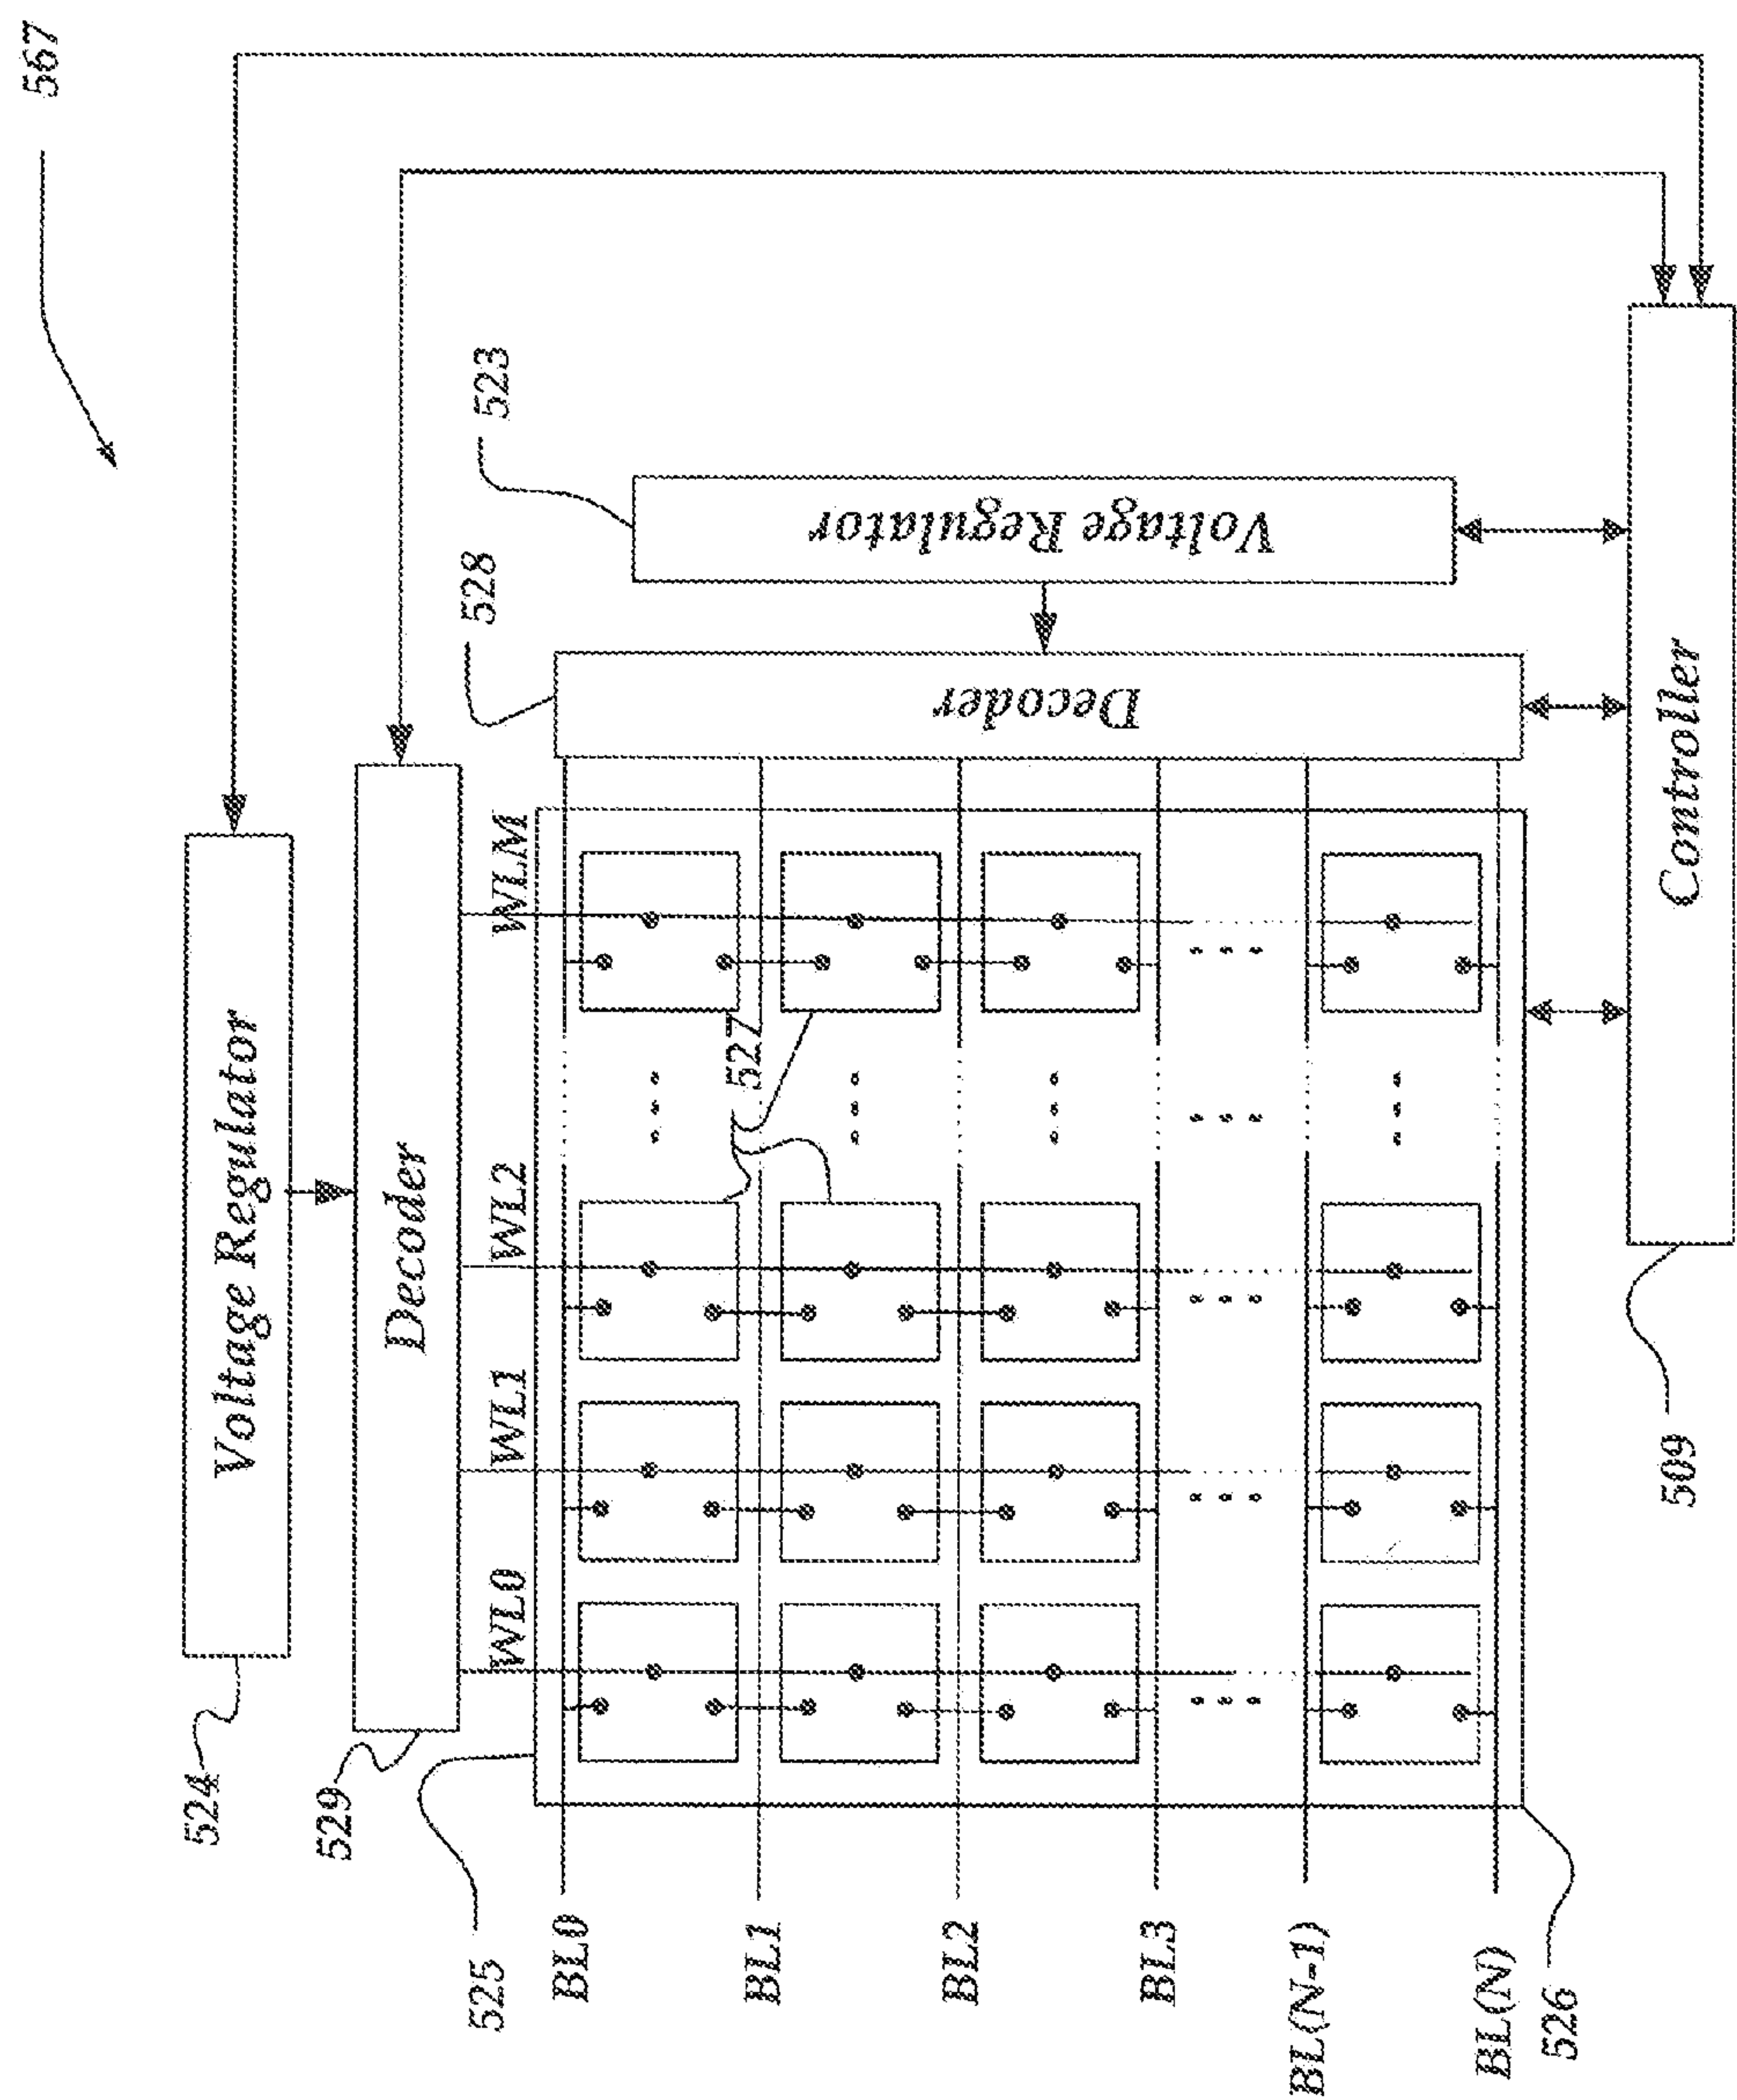 567
524
Voltage Regulator
529
Decoder
525
WL0
WL1
WL2
WLM
528
523
Voltage Regulator
Decoder
527
BL0
BL1
BL2
BL3
BL(N-1)
BL(N)
526
509
Controller